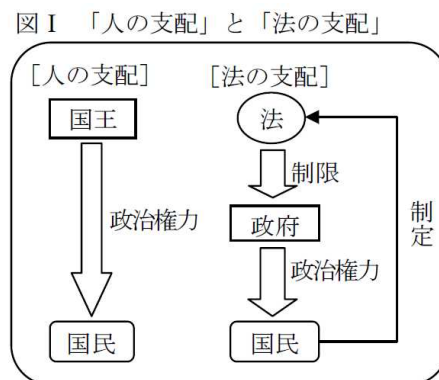 図Ⅰ 「人の支配」と「法の支配」
[人の支配] [法の支配]
国王
法
制限
政治権力
政府
制定
政治権力
国民
国民